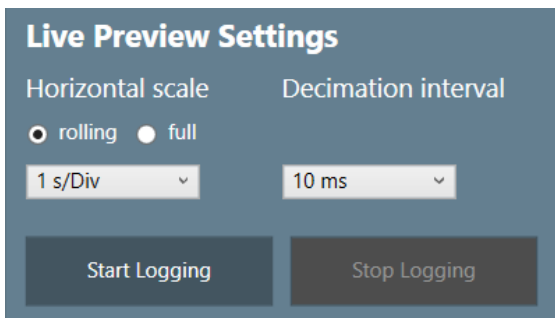 Live Preview Settings
Horizontal scale
Decimation interval
rolling
full
1 s/Div
10 ms
Start Logging
Stop Logging